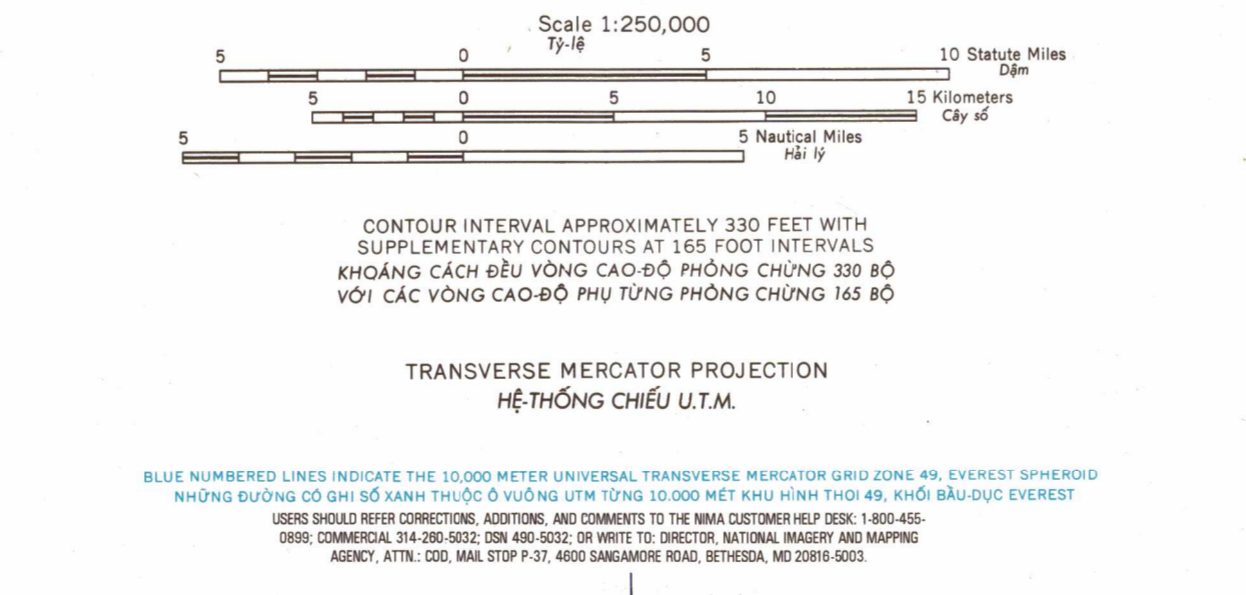 Scale 1:250,000
Tỷ-lệ
5 0 5 10 Statute Miles
Dậm
5 0 5 10 15 Kilometers
Cây số
5 0 5 Nautical Miles
Hải lý
CONTOUR INTERVAL APPROXIMATELY 330 FEET WITH
SUPPLEMENTARY CONTOURS AT 165 FOOT INTERVALS
KHOẢNG CÁCH ĐỀU VÒNG CAO-ĐỘ PHỎNG CHỪNG 330 BỘ
VỚI CÁC VÒNG CAO-ĐỘ PHỤ TỪNG PHỎNG CHỪNG 165 BỘ
TRANSVERSE MERCATOR PROJECTION
HỆ-THỐNG CHIẾU U.T.M.
BLUE NUMBERED LINES INDICATE THE 10,000 METER UNIVERSAL TRANSVERSE MERCATOR GRID ZONE 49, EVEREST SPHEROID
NHỮNG ĐƯỜNG CÓ GHI SỐ XANH THUỘC Ô VUÔNG UTM TỪNG 10.000 MÉT KHU HÌNH THOI 49, KHỐI BẦU-DỤC EVEREST
USERS SHOULD REFER CORRECTIONS, ADDITIONS, AND COMMENTS TO THE NIMA CUSTOMER HELP DESK: 1-800-455-
0899; COMMERCIAL 314-260-5032; DSN 490-5032; OR WRITE TO: DIRECTOR, NATIONAL IMAGERY AND MAPPING
AGENCY, ATTN.: COD, MAIL STOP P-37, 4600 SANGAMORE ROAD, BETHESDA, MD 20816-5003.